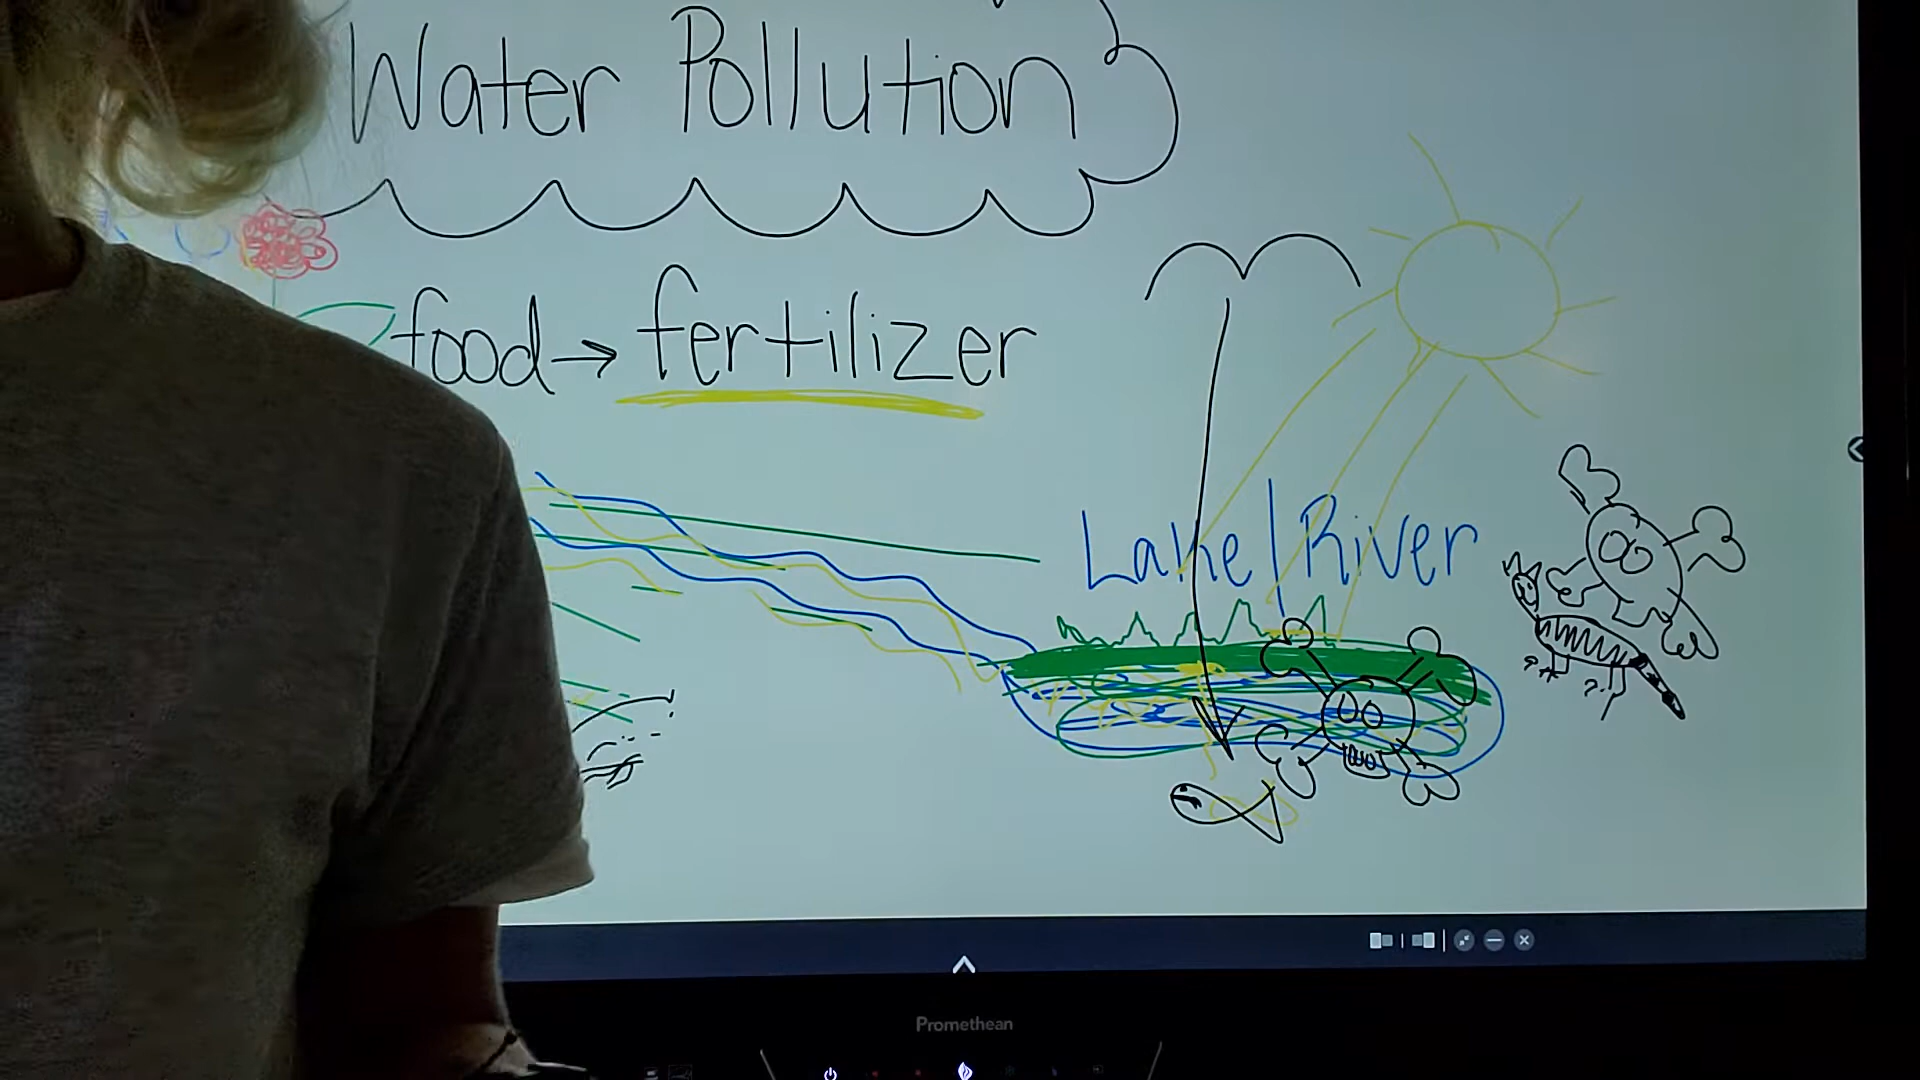 Water Pollution
food → fertilizer
Lake/River
Promethean